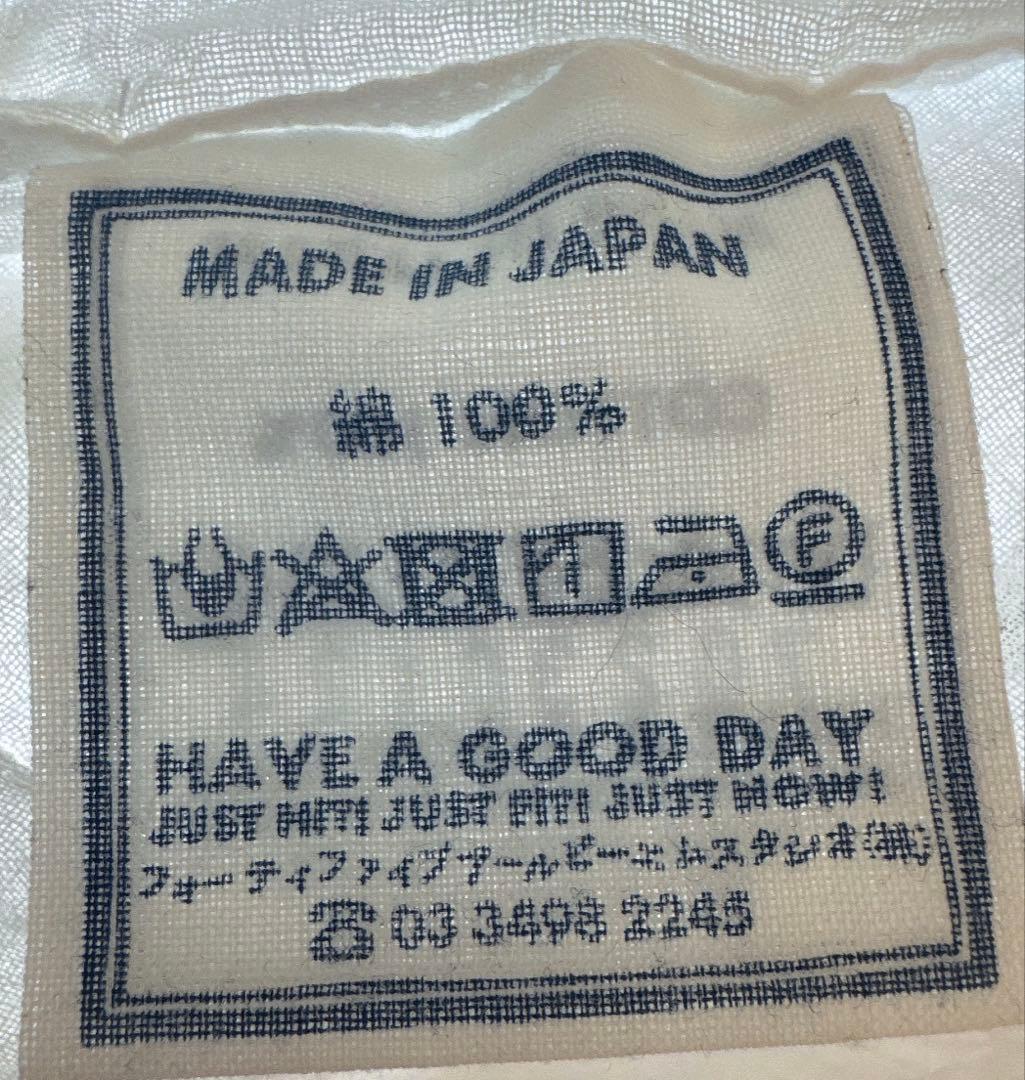 MADE IN JAPAN
綿 100%
F
HAVE A GOOD DAY
JUST HIT! JUST FIT! JUST NOW!
フォーティファイブアールピーエムスタジオ(株)
☎ 03 3498 2245